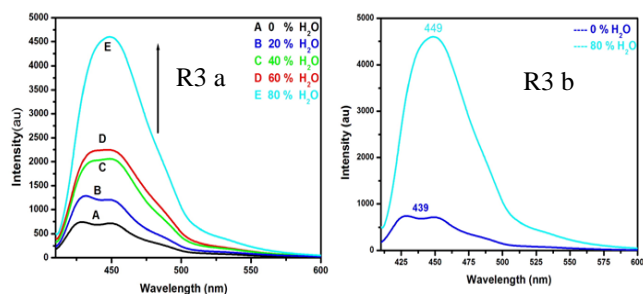 5000
4500
4000
3500
3000
2500
2000
1500
1000
500
0
Intensity(au)
450
500
550
600
Wavelength (nm)
E
D
C
B
A
R3 a
A 0 % H₂O
B 20 % H₂O
C 40 % H₂O
D 60 % H₂O
E 80 % H₂O
5000
4000
3000
2000
1000
0
Intensity (au)
425
450
475
500
525
550
575
600
Wavelength (nm)
449
439
R3 b
0 % H₂O
80 % H₂O